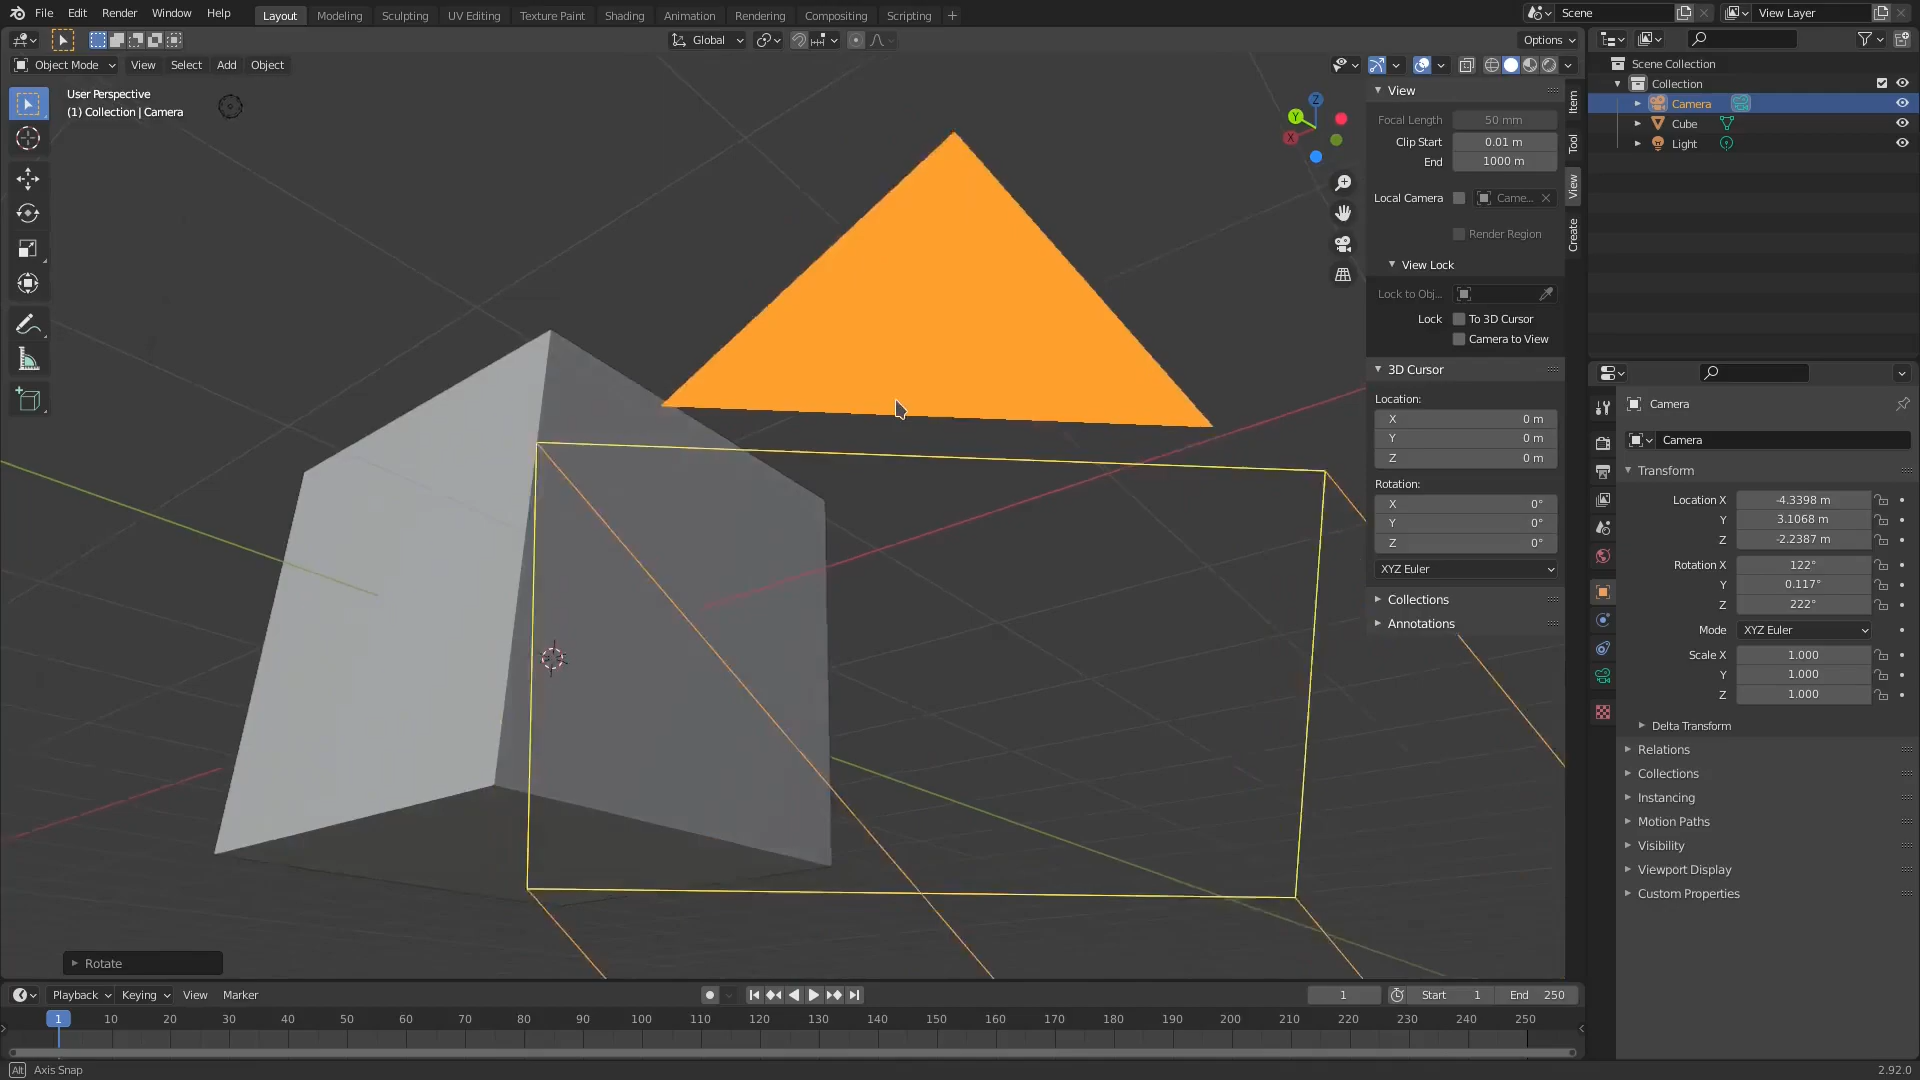 File Edit Render Window Help Layout Modeling Sculpting UV Editing Texture Paint Shading Animation Rendering Compositing Scripting + Scene View Layer
Global Options
Object Mode View Select Add Object
User Perspective
(1) Collection | Camera
Z
Y
X
View
Focal Length 50 mm
Clip Start 0.01 m
End 1000 m
Local Camera Came...
Render Region
View Lock
Lock to Obj...
Lock To 3D Cursor
Camera to View
3D Cursor
Location:
X 0 m
Y 0 m
Z 0 m
Rotation:
X 0°
Y 0°
Z 0°
XYZ Euler
Collections
Annotations
Item
Tool
View
Create
Scene Collection
Collection
Camera
Cube
Light
Camera
Camera
Transform
Location X -4.3398 m
Y 3.1068 m
Z -2.2387 m
Rotation X 122°
Y 0.117°
Z 222°
Mode XYZ Euler
Scale X 1.000
Y 1.000
Z 1.000
Delta Transform
Relations
Collections
Instancing
Motion Paths
Visibility
Viewport Display
Custom Properties
Rotate
Playback Keying View Marker 1 Start 1 End 250
1 10 20 30 40 50 60 70 80 90 100 110 120 130 140 150 160 170 180 190 200 210 220 230 240 250
Alt Axis Snap 2.92.0